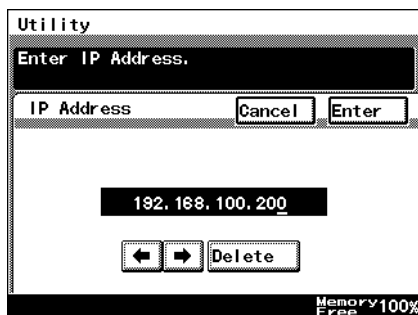 Utility
Enter IP Address.
IP Address Cancel Enter
192.168.100.200
Delete
Memory 100%
Free